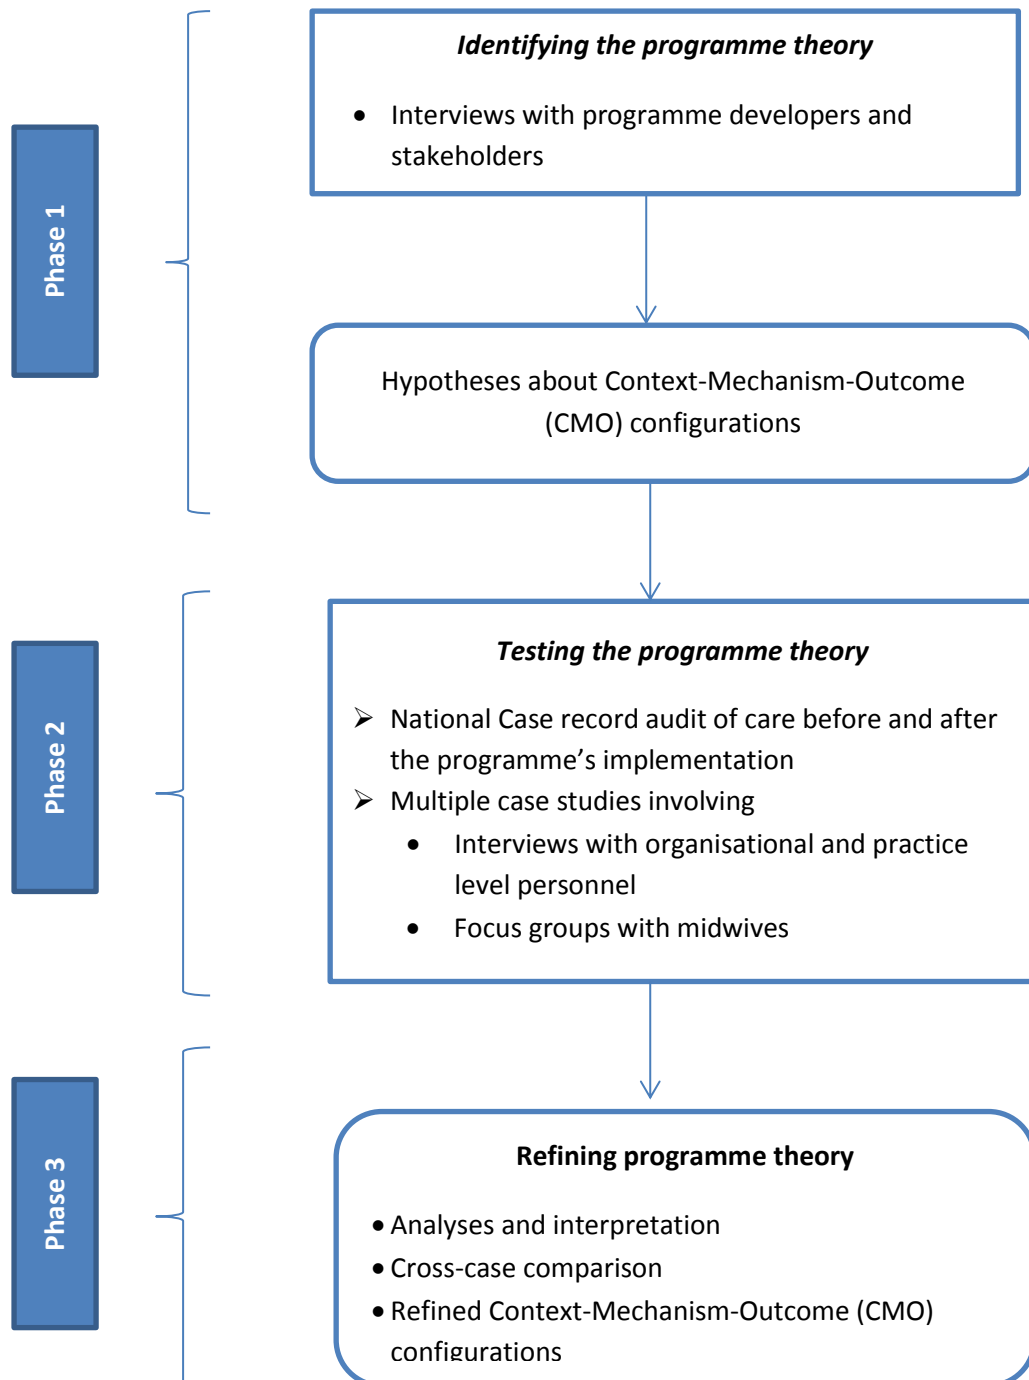 Phase 1
Identifying the programme theory
• Interviews with programme developers and
stakeholders
Hypotheses about Context-Mechanism-Outcome
(CMO) configurations
Phase 2
Testing the programme theory
➢ National Case record audit of care before and after
the programme’s implementation
➢ Multiple case studies involving
• Interviews with organisational and practice
level personnel
• Focus groups with midwives
Phase 3
Refining programme theory
• Analyses and interpretation
• Cross-case comparison
• Refined Context-Mechanism-Outcome (CMO)
configurations